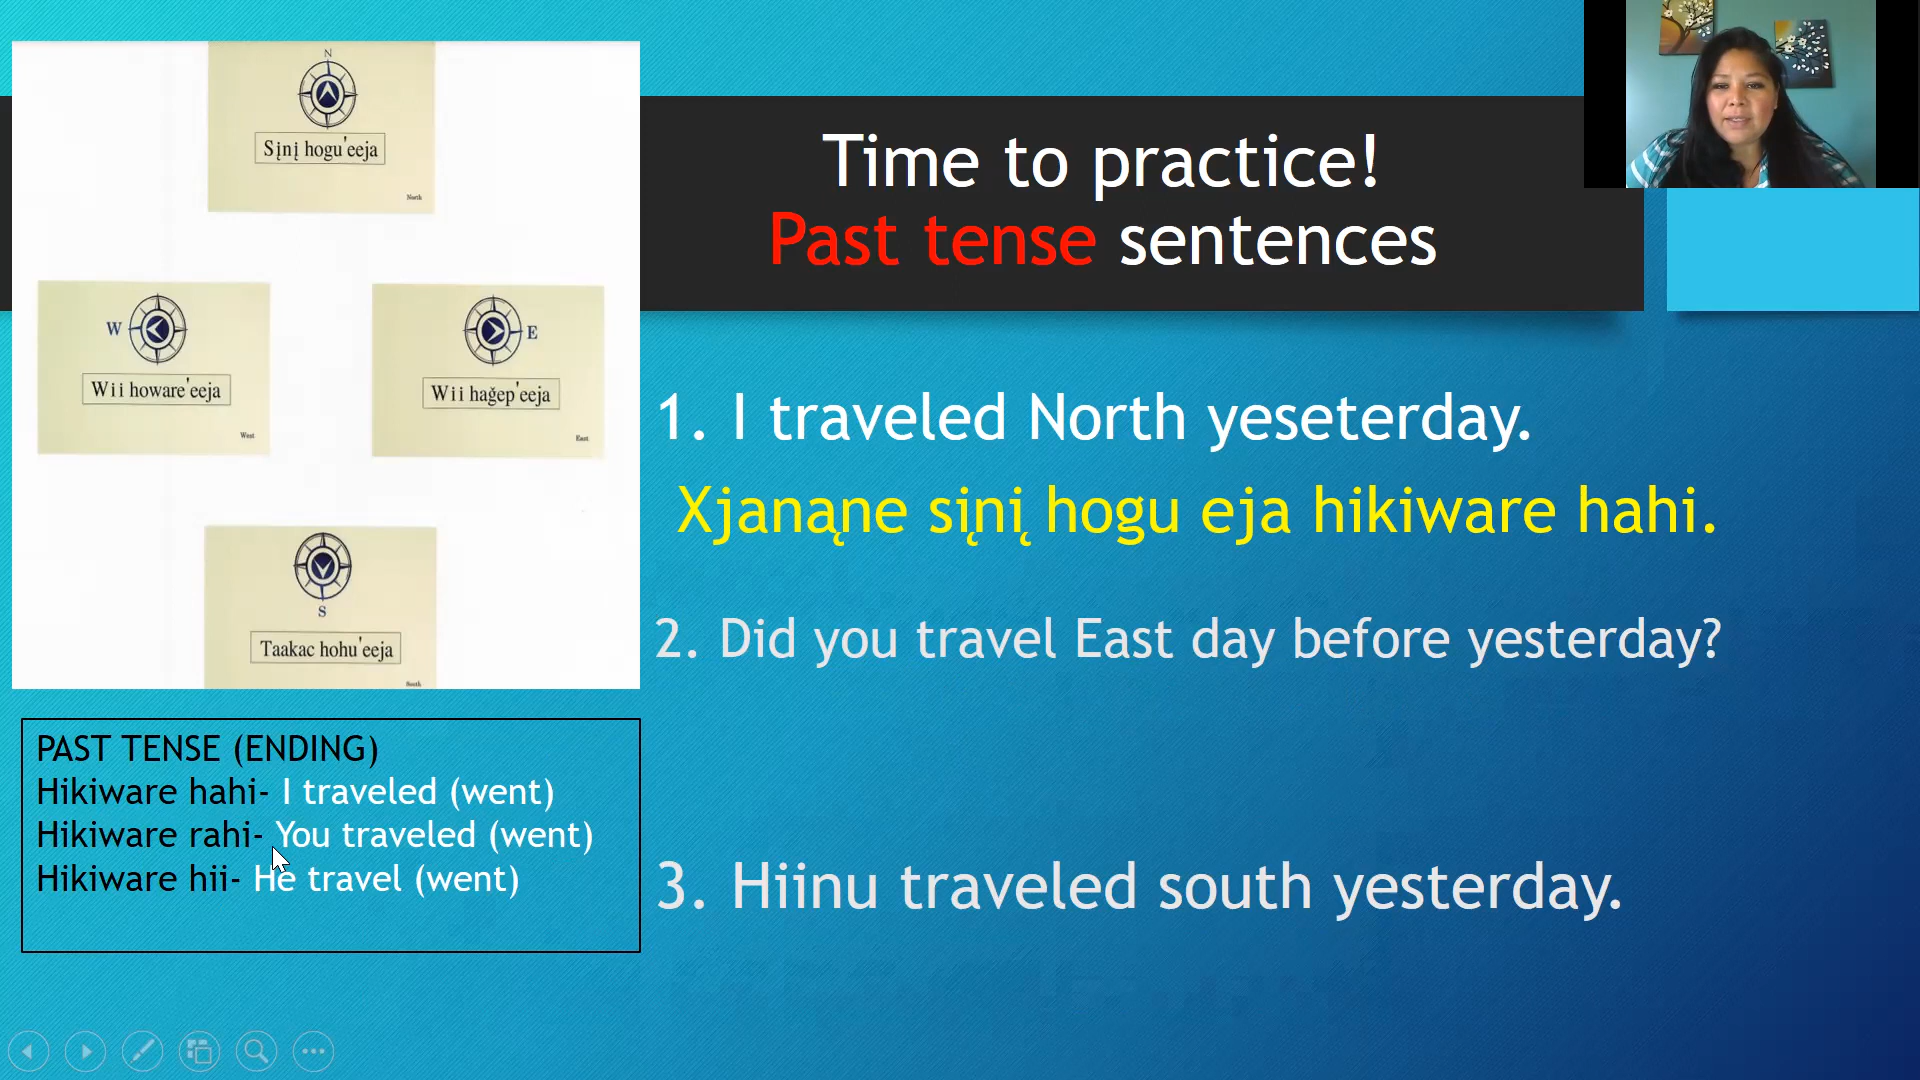 N
Sįnį hogu'eeja
North
W
Wii howare'eeja
West
E
Wii haǧep'eeja
East
S
Taakac hohu'eeja
South
PAST TENSE (ENDING)
Hikiware hahi- I traveled (went)
Hikiware rahi- You traveled (went)
Hikiware hii- He travel (went)
Time to practice!
Past tense sentences
1. I traveled North yeseterday.
Xjanąne sįnį hogu eja hikiware hahi.
2. Did you travel East day before yesterday?
3. Hiinu traveled south yesterday.